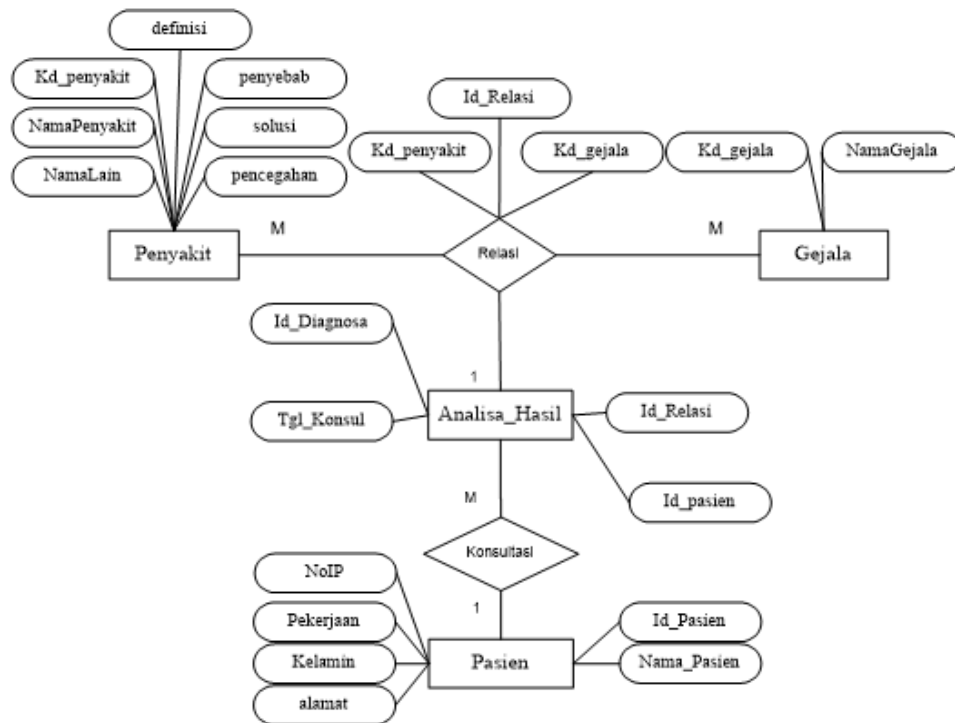 definisi
Kd_penyakit
penyebab
NamaPenyakit
solusi
NamaLain
pencegahan
Id_Relasi
Kd_penyakit
Kd_gejala
Kd_gejala
NamaGejala
M
M
Penyakit
Relasi
Gejala
Id_Diagnosa
1
Tgl_Konsul
Analisa_Hasil
Id_Relasi
Id_pasien
M
Konsultasi
NoIP
1
Pekerjaan
Id_Pasien
Kelamin
Pasien
Nama_Pasien
alamat